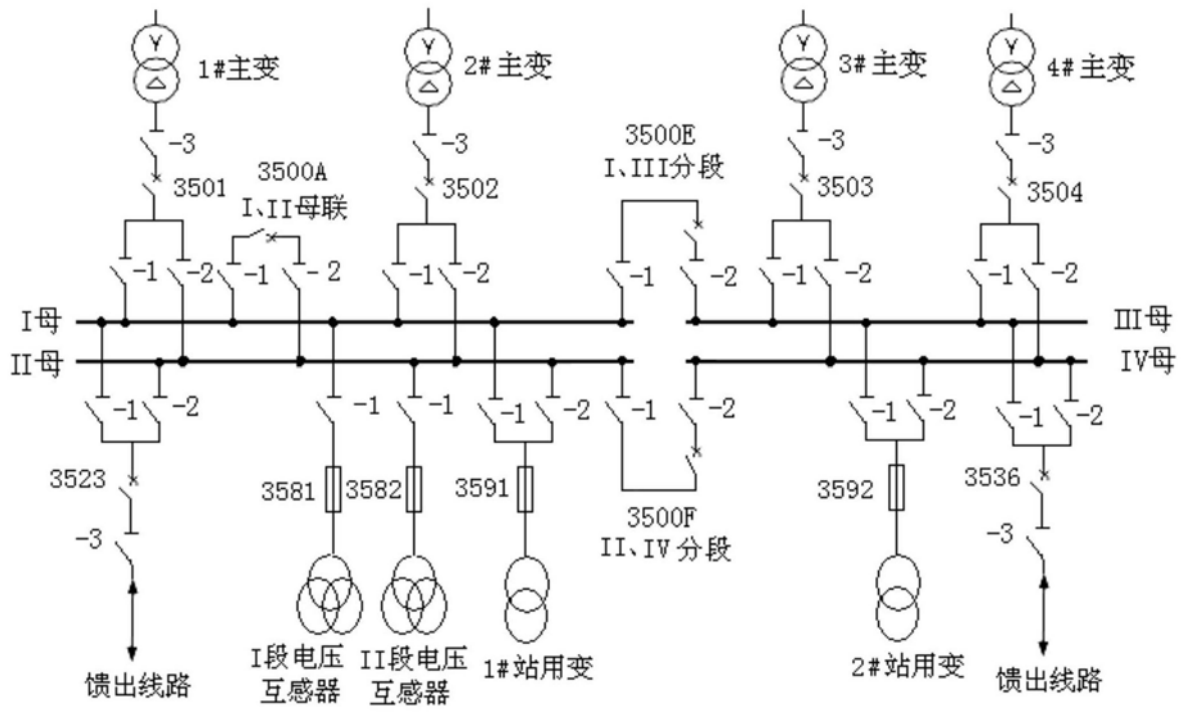 1#主变
2#主变
3#主变
4#主变
-3
-3
-3
-3
3501
3500A
I、II母联
3502
3500E
I、III分段
3503
3504
-1
-2
-1
-2
-1
-2
-1
-2
-1
-2
-1
-2
I母
III母
II母
IV母
-1
-2
-1
-1
-1
-2
-1
-2
-1
-2
-1
-2
3523
3581
3582
3591
3592
3536
-3
3500F
II、IV分段
-3
Y
Y
Y
Y
△
△
△
△
馈出线路
I段电压
互感器
II段电压
互感器
1#站用变
2#站用变
馈出线路